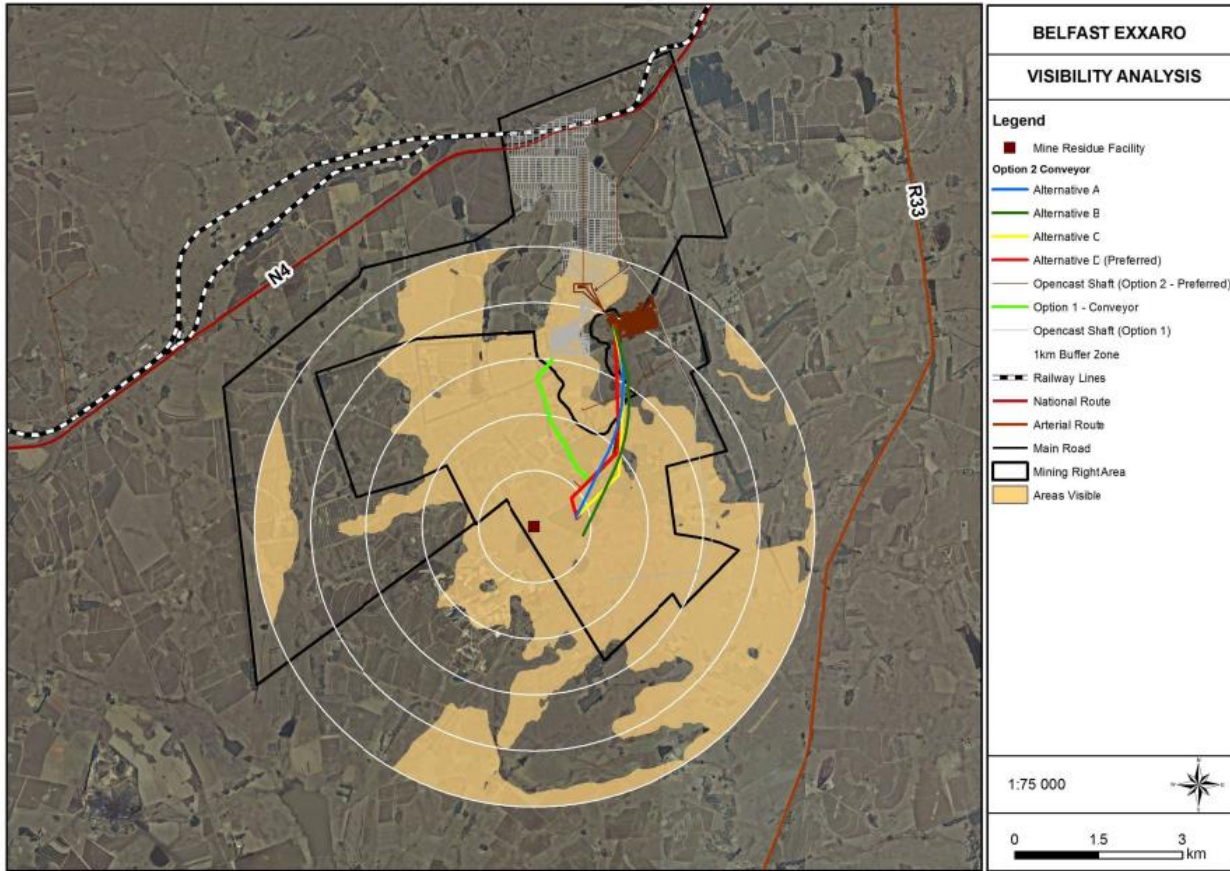 BELFAST EXXARO
VISIBILITY ANALYSIS
Legend
Mine Residue Facility
Option 2 Conveyor
Alternative A
Alternative B
Alternative C
Alternative D (Preferred)
Opencast Shaft (Option 2 - Preferred)
Option 1 - Conveyor
Opencast Shaft (Option 1)
1km Buffer Zone
Railway Lines
National Route
Arterial Route
Main Road
Mining Right Area
Areas Visible
1:75 000
N
W
E
S
0 1.5 3
km
R33
N4